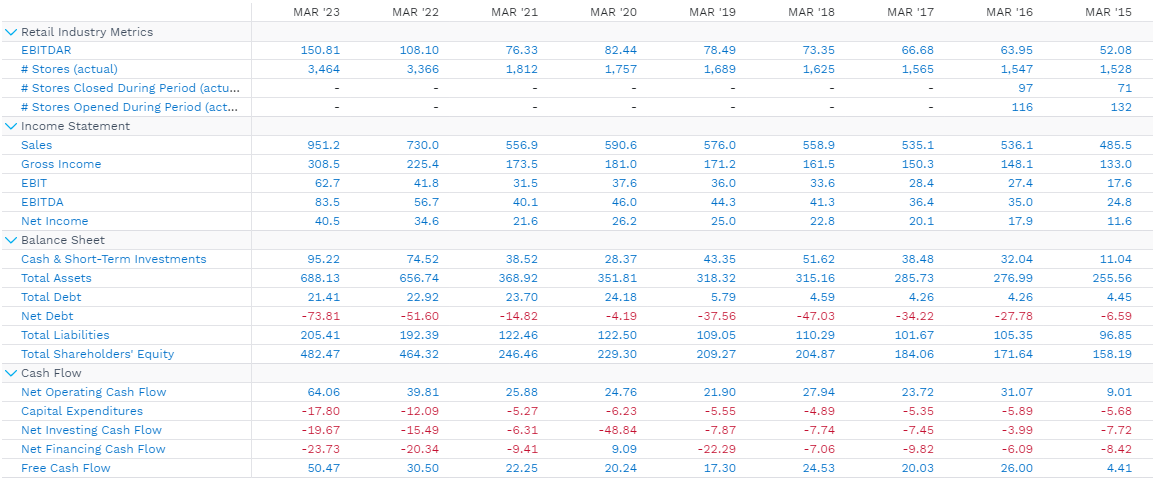 MAR '23 MAR '22 MAR '21 MAR '20 MAR '19 MAR '18 MAR '17 MAR '16 MAR '15
Retail Industry Metrics
EBITDAR 150.81 108.10 76.33 82.44 78.49 73.35 66.68 63.95 52.08
# Stores (actual) 3,464 3,366 1,812 1,757 1,689 1,625 1,565 1,547 1,528
# Stores Closed During Period (actu... - - - - - - - 97 71
# Stores Opened During Period (act... - - - - - - - 116 132
Income Statement
Sales 951.2 730.0 556.9 590.6 576.0 558.9 535.1 536.1 485.5
Gross Income 308.5 225.4 173.5 181.0 171.2 161.5 150.3 148.1 133.0
EBIT 62.7 41.8 31.5 37.6 36.0 33.6 28.4 27.4 17.6
EBITDA 83.5 56.7 40.1 46.0 44.3 41.3 36.4 35.0 24.8
Net Income 40.5 34.6 21.6 26.2 25.0 22.8 20.1 17.9 11.6
Balance Sheet
Cash & Short-Term Investments 95.22 74.52 38.52 28.37 43.35 51.62 38.48 32.04 11.04
Total Assets 688.13 656.74 368.92 351.81 318.32 315.16 285.73 276.99 255.56
Total Debt 21.41 22.92 23.70 24.18 5.79 4.59 4.26 4.26 4.45
Net Debt -73.81 -51.60 -14.82 -4.19 -37.56 -47.03 -34.22 -27.78 -6.59
Total Liabilities 205.41 192.39 122.46 122.50 109.05 110.29 101.67 105.35 96.85
Total Shareholders' Equity 482.47 464.32 246.46 229.30 209.27 204.87 184.06 171.64 158.19
Cash Flow
Net Operating Cash Flow 64.06 39.81 25.88 24.76 21.90 27.94 23.72 31.07 9.01
Capital Expenditures -17.80 -12.09 -5.27 -6.23 -5.55 -4.89 -5.35 -5.89 -5.68
Net Investing Cash Flow -19.67 -15.49 -6.31 -48.84 -7.87 -7.74 -7.45 -3.99 -7.72
Net Financing Cash Flow -23.73 -20.34 -9.41 9.09 -22.29 -7.06 -9.82 -6.09 -8.42
Free Cash Flow 50.47 30.50 22.25 20.24 17.30 24.53 20.03 26.00 4.41